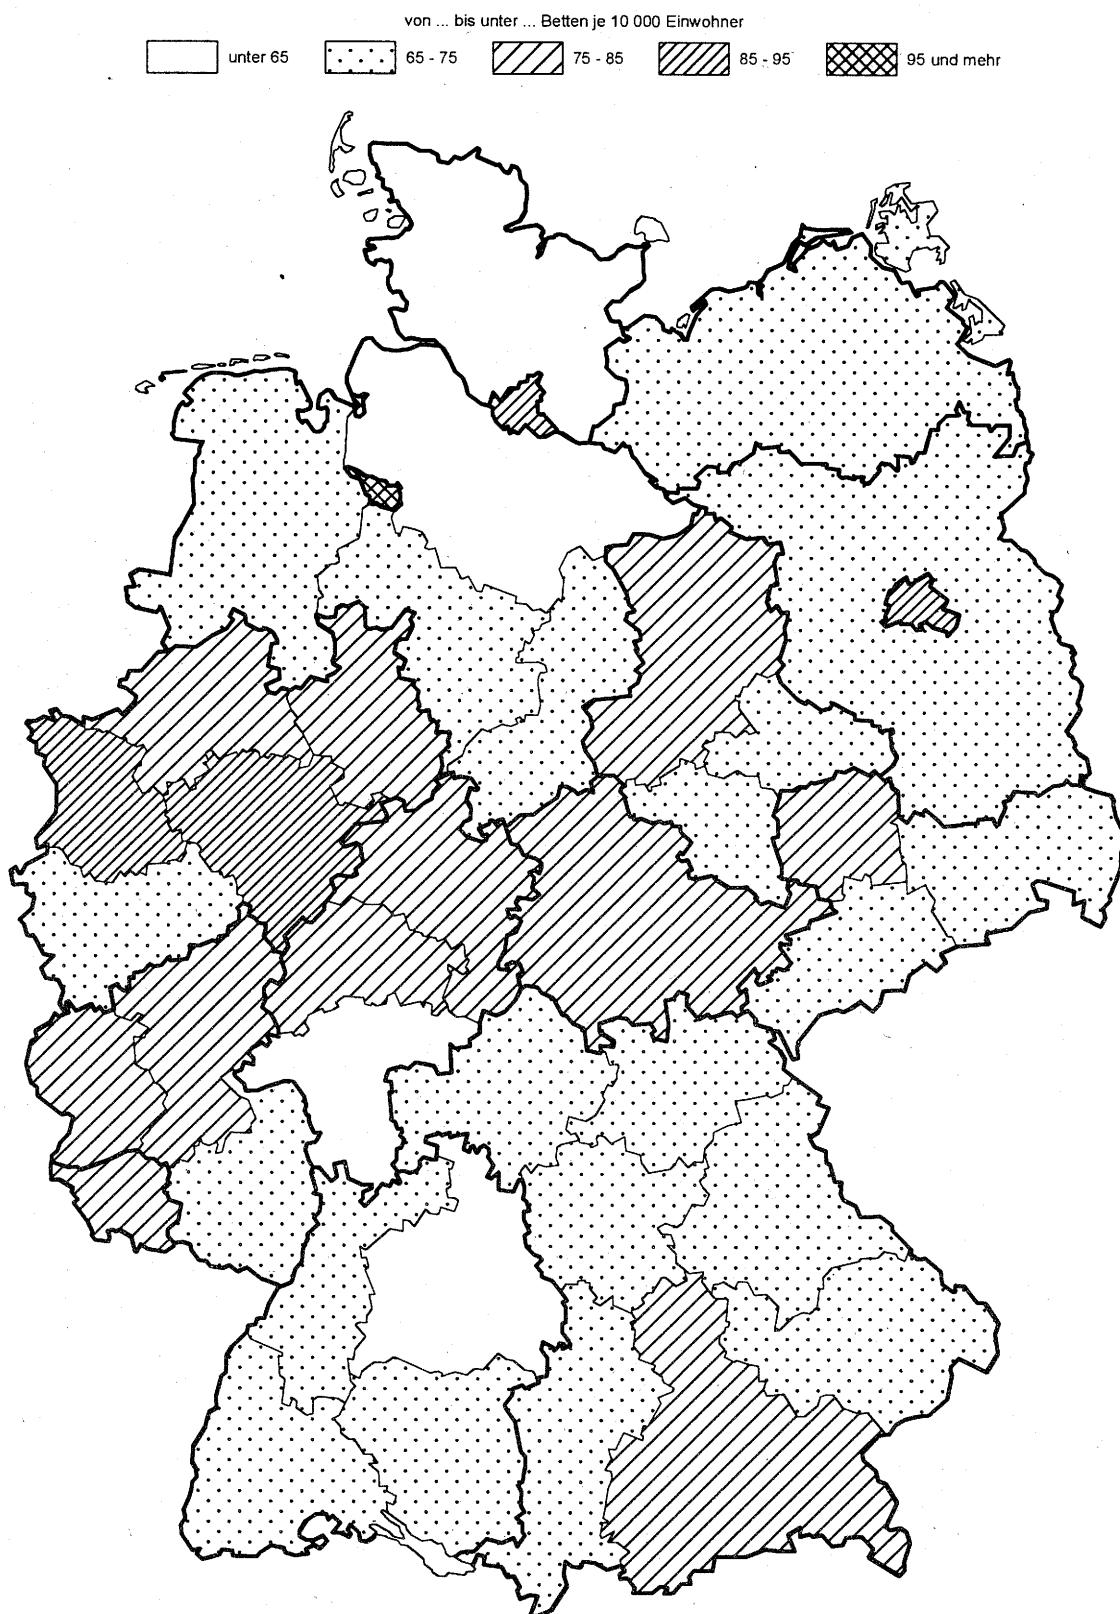 von ... bis unter ... Betten je 10 000 Einwohner
unter 65 65 - 75 75 - 85 85 - 95 95 und mehr